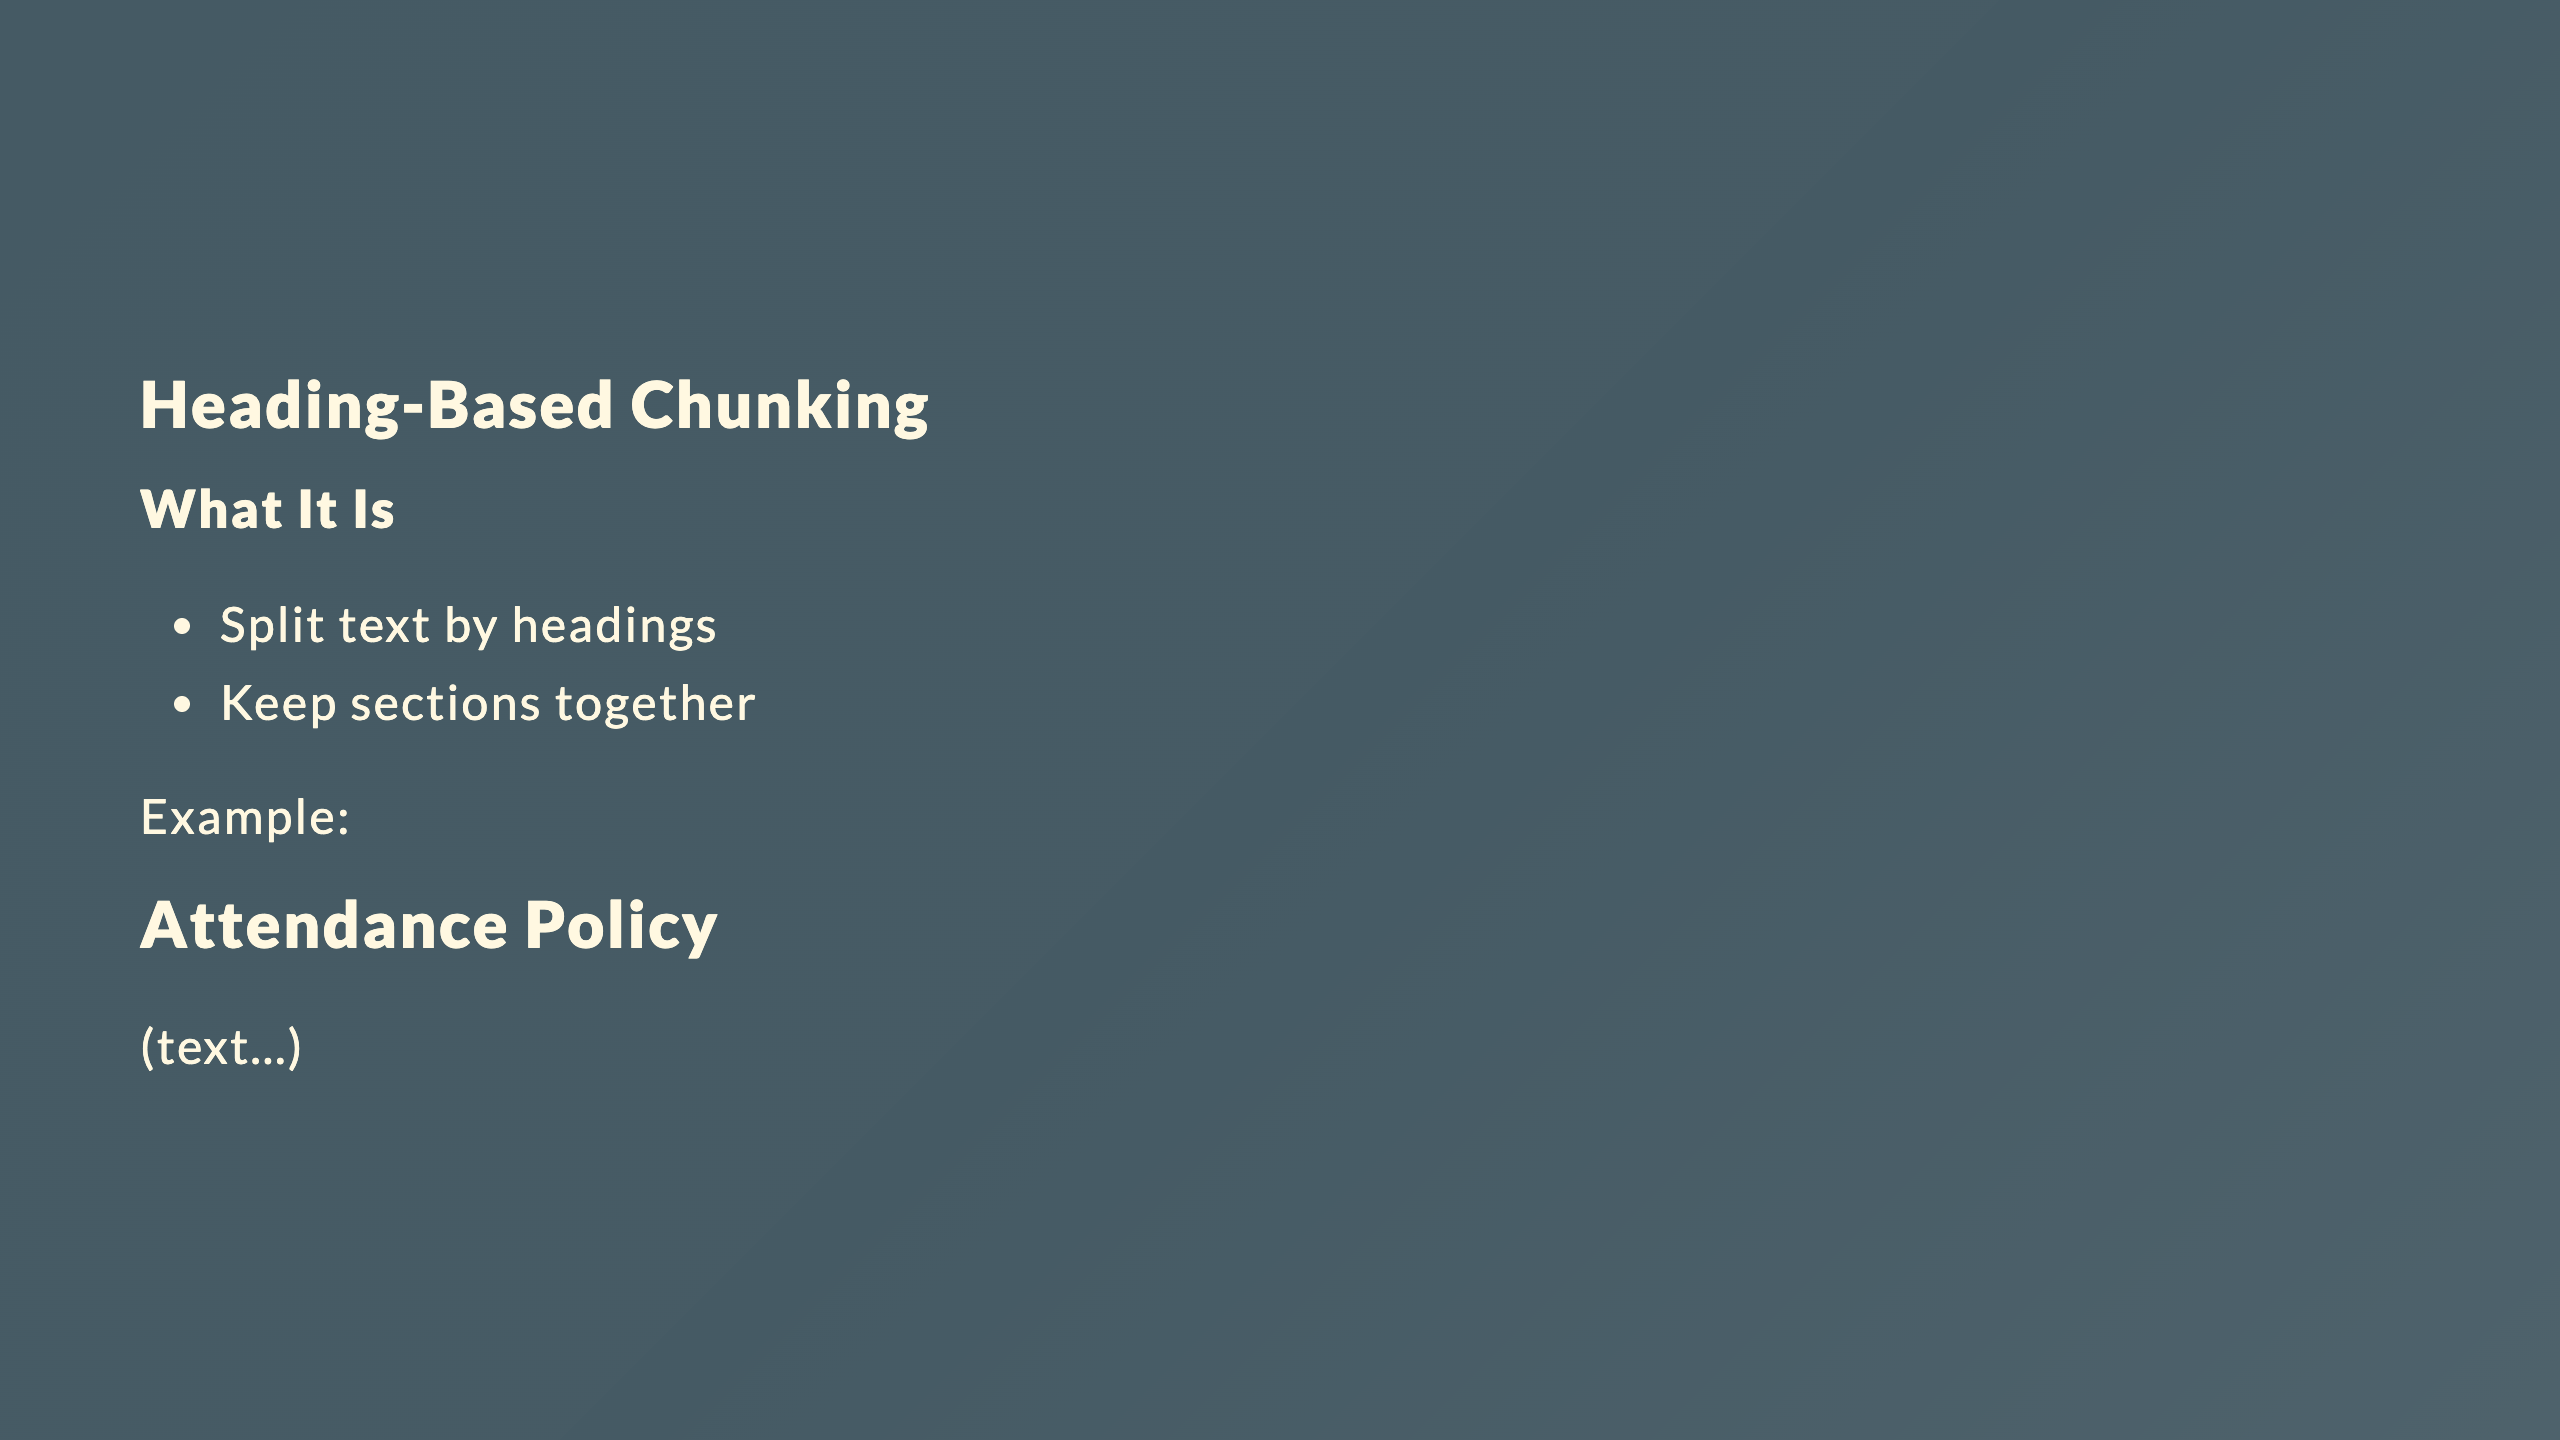 Heading-Based Chunking
What It Is
• Split text by headings
• Keep sections together
Example:
Attendance Policy
(text...)